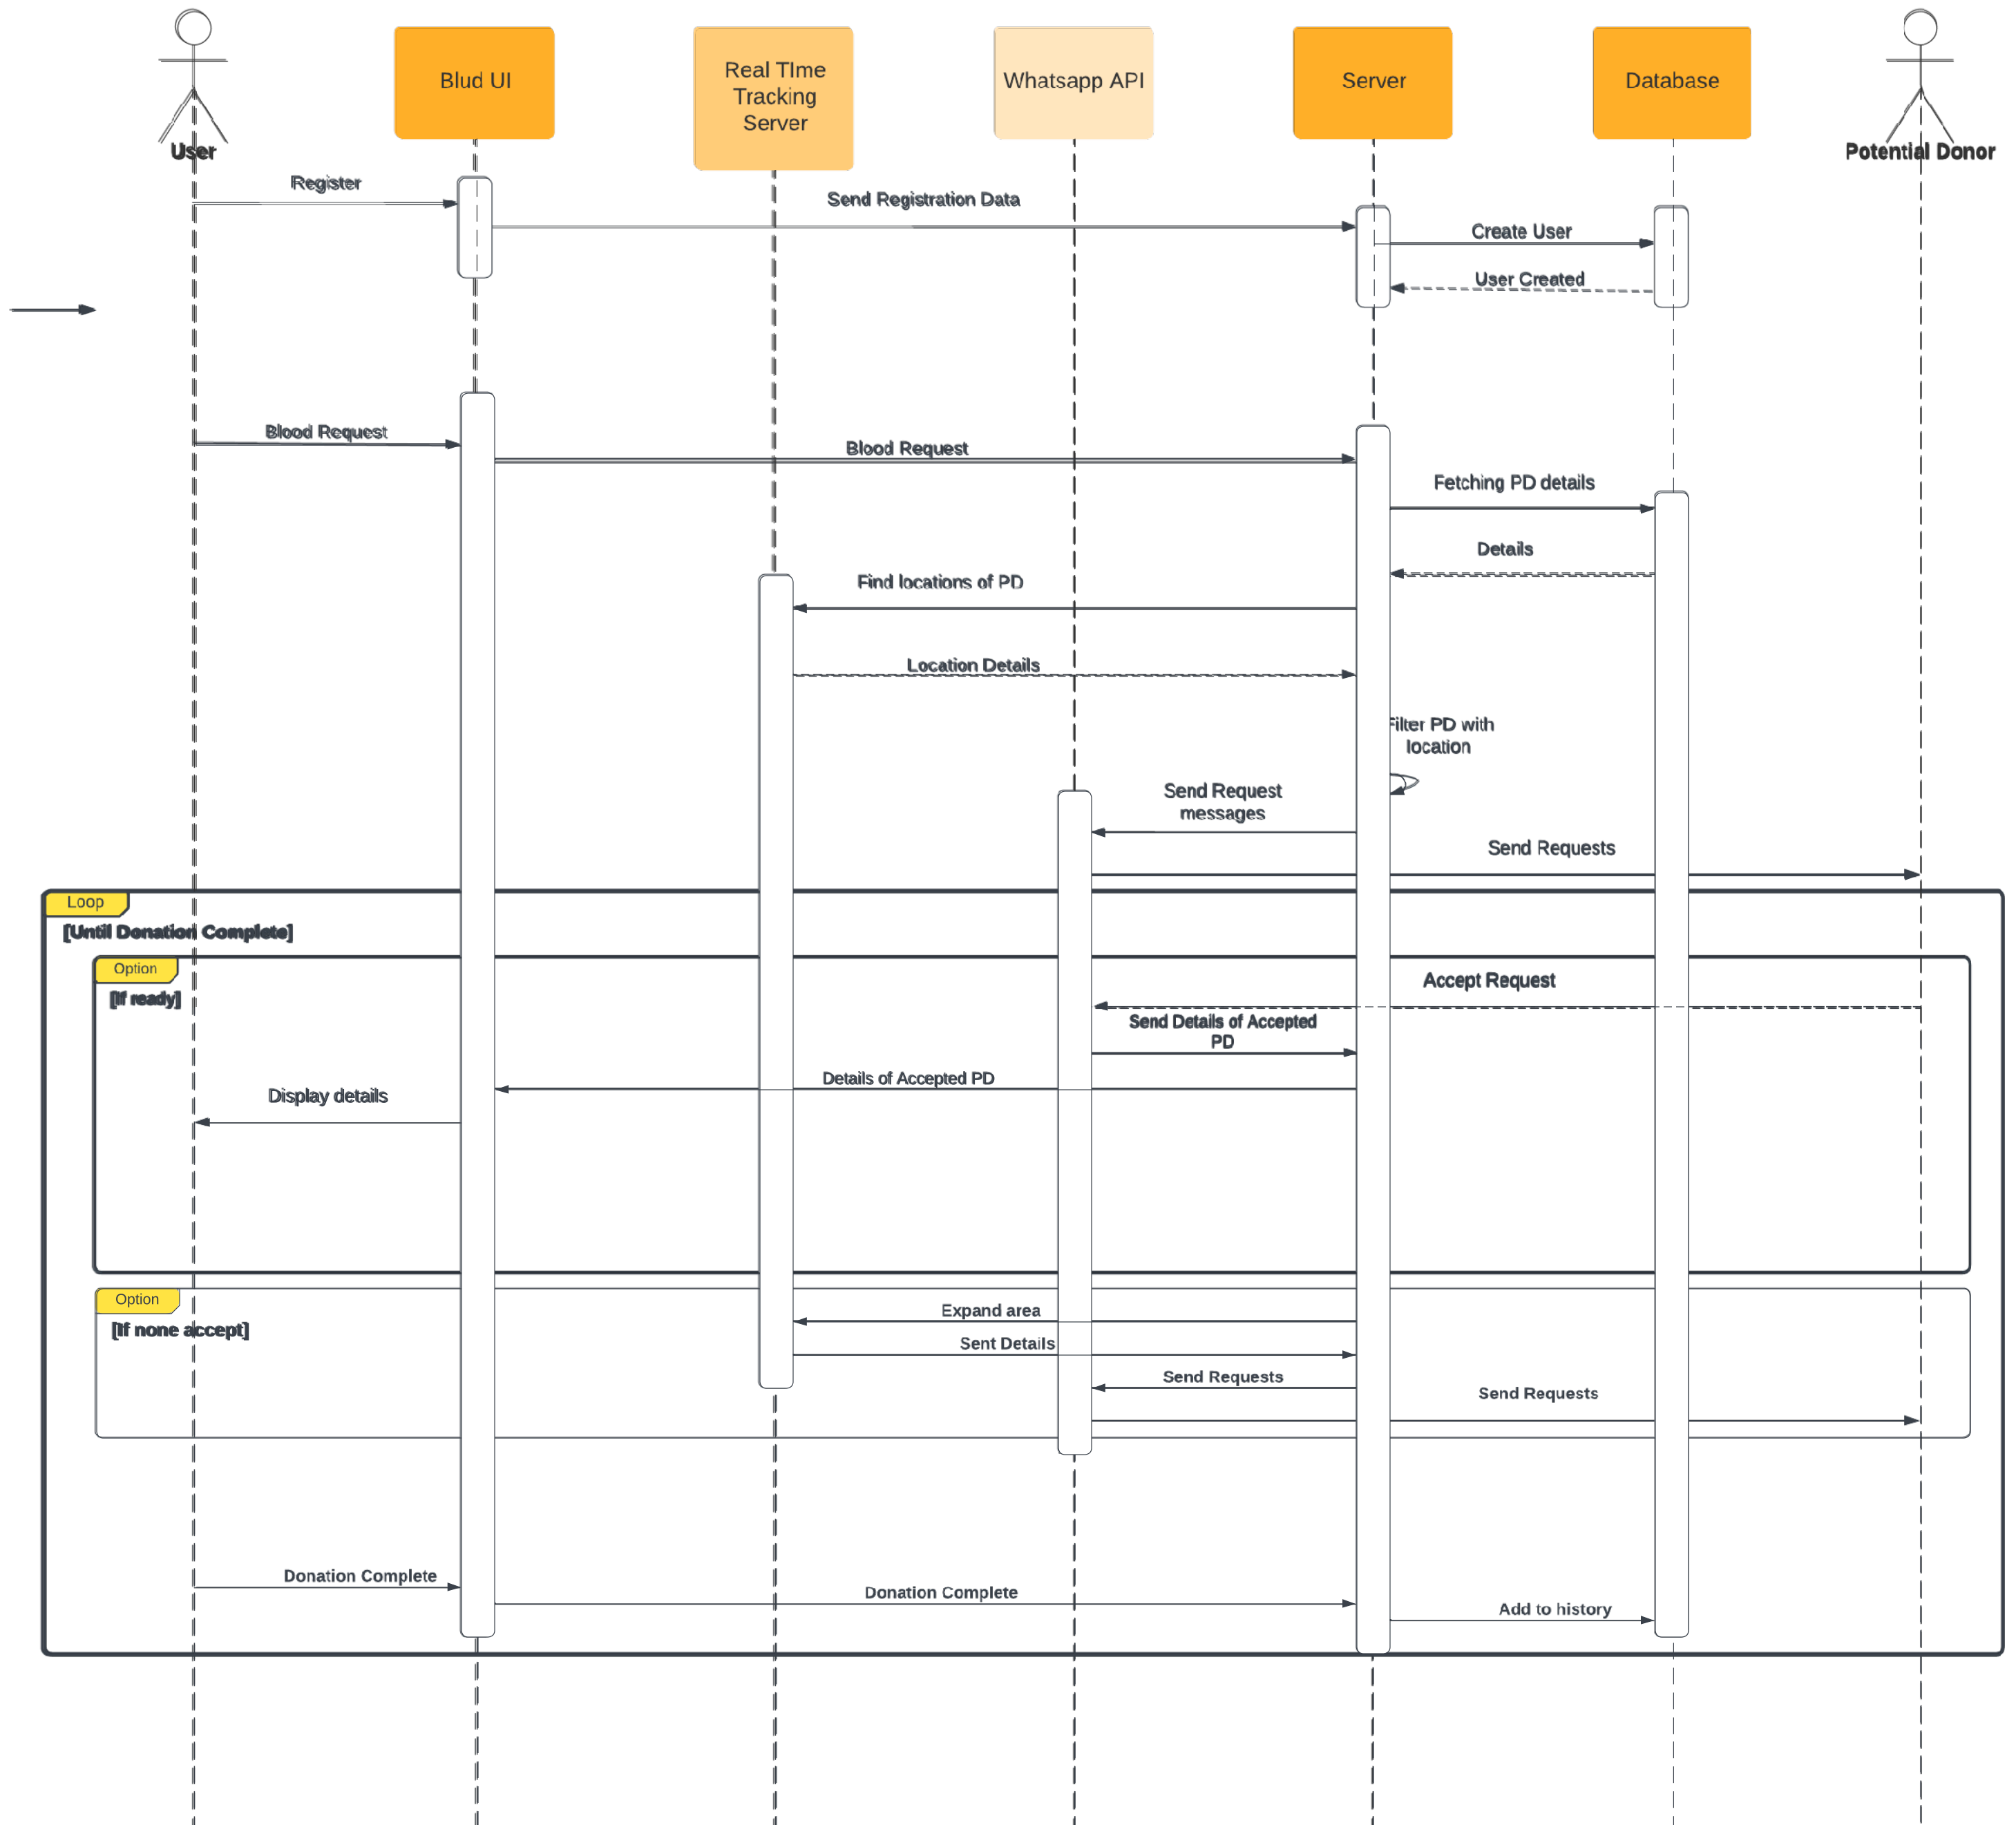 Blud UI
Real TIme
Tracking
Server
Whatsapp API
Server
Database
User
Potential Donor
Register
Send Registration Data
Create User
User Created
Blood Request
Blood Request
Fetching PD details
Details
Find locations of PD
Location Details
Filter PD with
location
Send Request
messages
Send Requests
Loop
[Until Donation Complete]
Option
[If ready]
Accept Request
Send Details of Accepted
PD
Details of Accepted PD
Display details
Option
[If none accept]
Expand area
Sent Details
Send Requests
Send Requests
Donation Complete
Donation Complete
Add to history